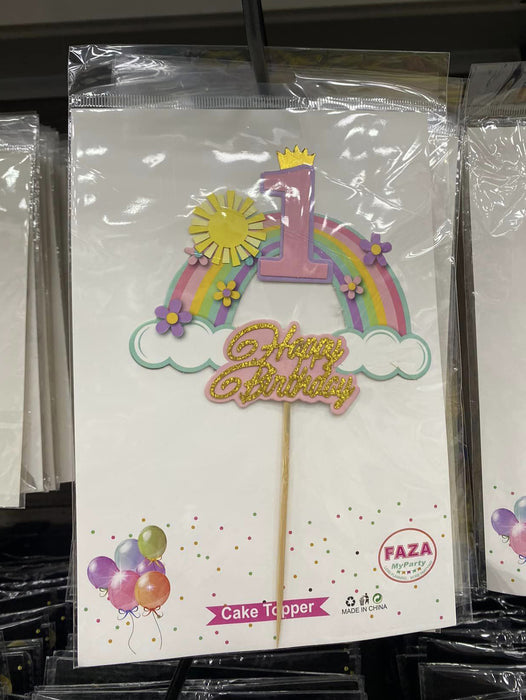 1
Happy
Birthday
FAZA
MyParty
Cake Topper
MADE IN CHINA